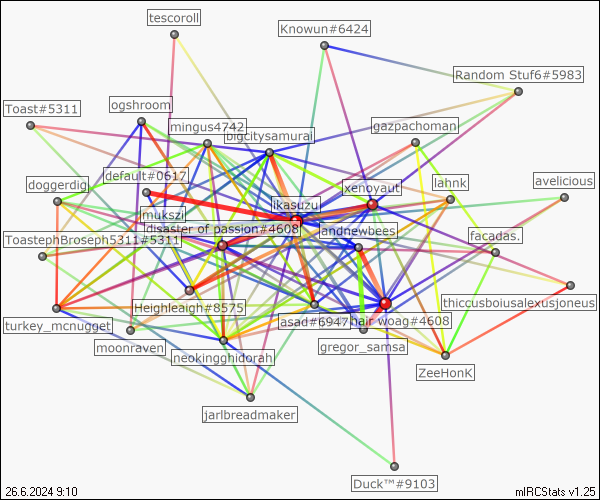 tescoroll
Knowun#6424
Random Stuf6#5983
Toast#5311
ogshroom
mingus4742
gazpachoman
bigcitysamurai
default#0617
doggerdig
xenoyaut
lahnk
avelicious
ikasuzu
mukszi
disaster of passion#4608
andnewbees
facadas.
ToastephBroseph5311#5311
Heighleaigh#8575
thiccusboiusalexusjoneus
turkey_mcnugget
asad#6947
hair woag#4608
moonraven
gregor_samsa
neokingghidorah
ZeeHonK
jarlbreadmaker
Duck™#9103
26.6.2024 9:10
mIRCStats v1.25